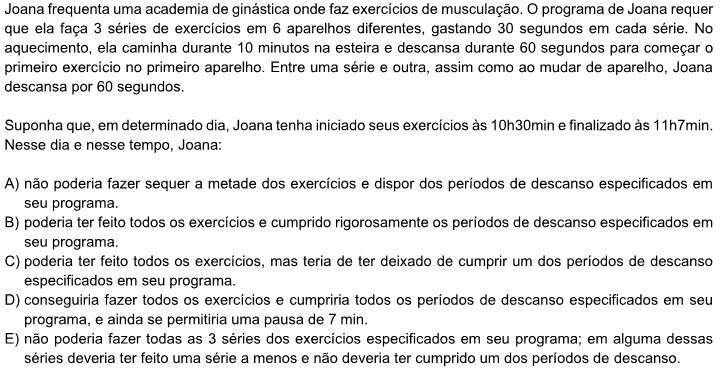 Joana frequenta uma academia de ginástica onde faz exercícios de musculação. O programa de Joana requer
que ela faça 3 séries de exercícios em 6 aparelhos diferentes, gastando 30 segundos em cada série. No
aquecimento, ela caminha durante 10 minutos na esteira e descansa durante 60 segundos para começar o
primeiro exercício no primeiro aparelho. Entre uma série e outra, assim como ao mudar de aparelho, Joana
descansa por 60 segundos.
Suponha que, em determinado dia, Joana tenha iniciado seus exercícios às 10h30min e finalizado às 11h7min.
Nesse dia e nesse tempo, Joana:
A) não poderia fazer sequer a metade dos exercícios e dispor dos períodos de descanso especificados em
seu programa.
B) poderia ter feito todos os exercícios e cumprido rigorosamente os períodos de descanso especificados em
seu programa.
C) poderia ter feito todos os exercícios, mas teria de ter deixado de cumprir um dos períodos de descanso
especificados em seu programa.
D) conseguiria fazer todos os exercícios e cumpriria todos os períodos de descanso especificados em seu
programa, e ainda se permitiria uma pausa de 7 min.
E) não poderia fazer todas as 3 séries dos exercícios especificados em seu programa; em alguma dessas
séries deveria ter feito uma série a menos e não deveria ter cumprido um dos períodos de descanso.